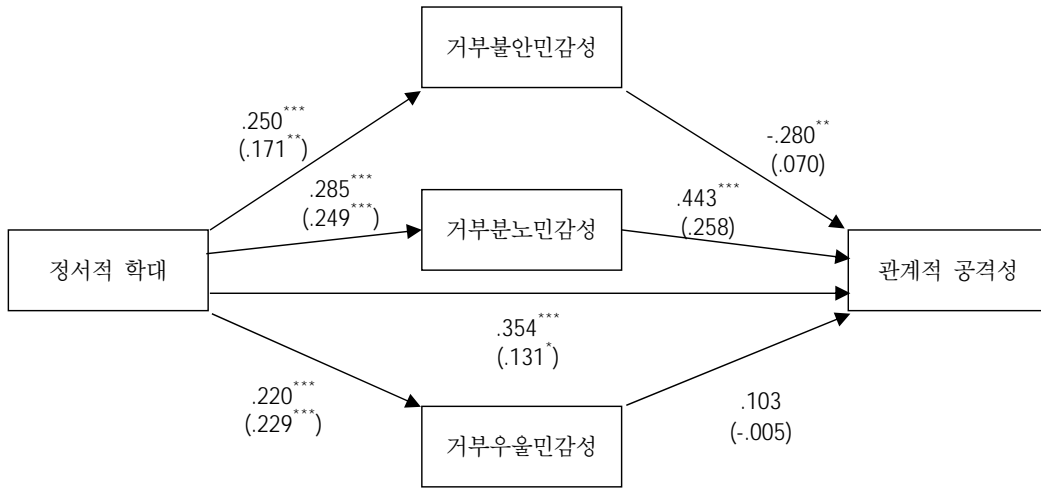 거부불안민감성
.250***
(.171**)
-.280**
(.070)
.285***
(.249***)
거부분노민감성
.443***
(.258)
정서적 학대
관계적 공격성
.354***
(.131*)
.220***
(.229***)
거부우울민감성
.103
(-.005)